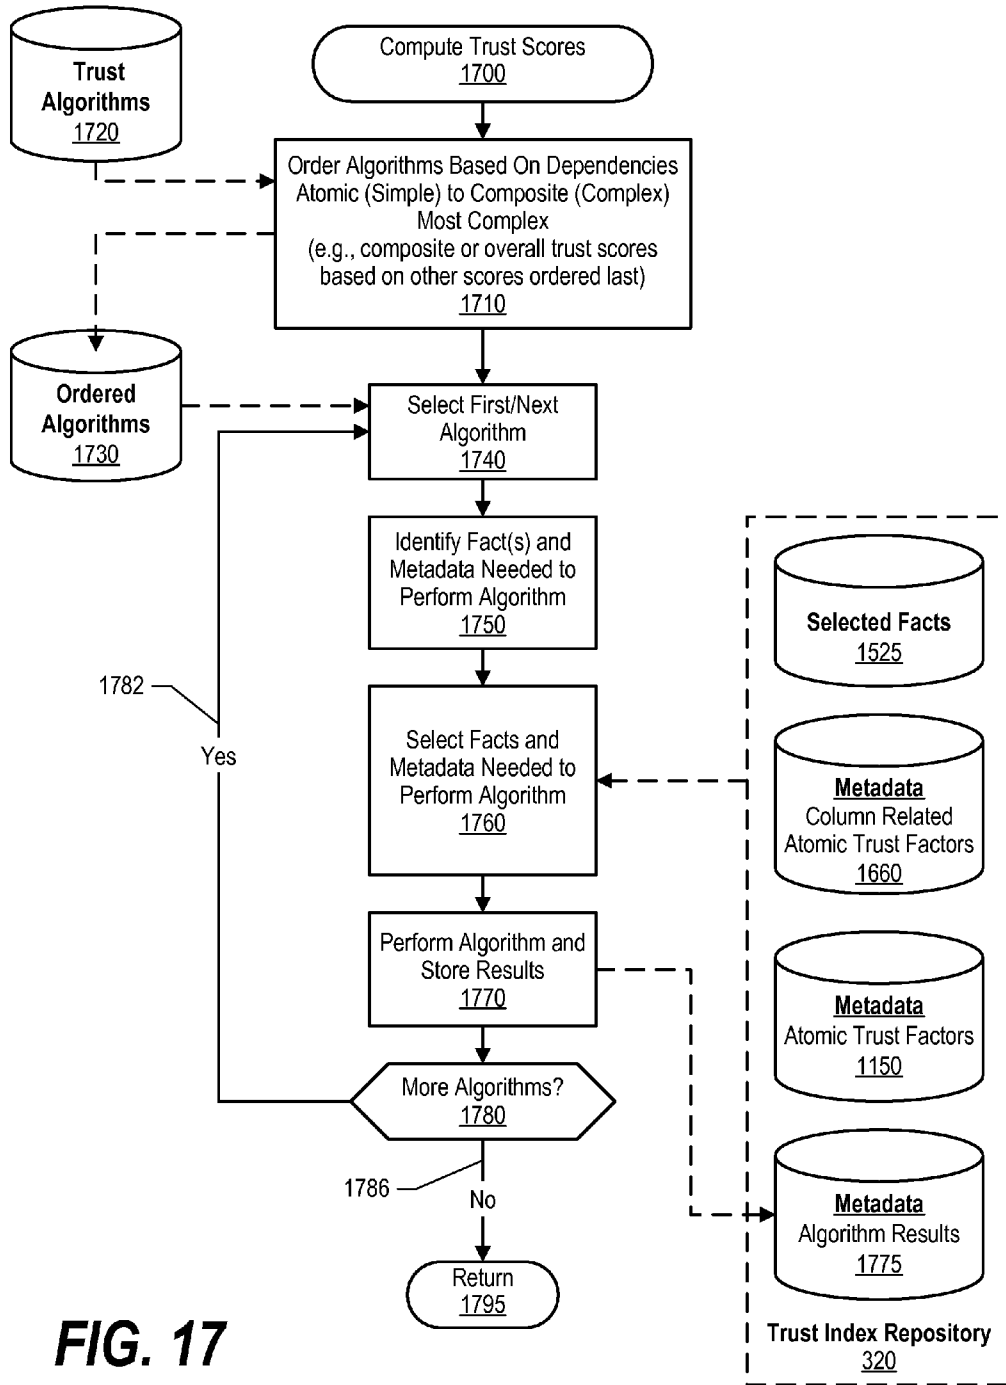 Compute Trust Scores
1700
Trust
Algorithms
1720
Order Algorithms Based On Dependencies
Atomic (Simple) to Composite (Complex)
Most Complex
(e.g., composite or overall trust scores
based on other scores ordered last)
1710
Ordered
Algorithms
1730
Select First/Next
Algorithm
1740
Identify Fact(s) and
Metadata Needed to
Perform Algorithm
1750
Selected Facts
1525
1782
Yes
Select Facts and
Metadata Needed to
Perform Algorithm
1760
Metadata
Column Related
Atomic Trust Factors
1660
Perform Algorithm and
Store Results
1770
Metadata
Atomic Trust Factors
1150
More Algorithms?
1780
1786
No
Metadata
Algorithm Results
1775
Return
1795
Trust Index Repository
320
FIG. 17